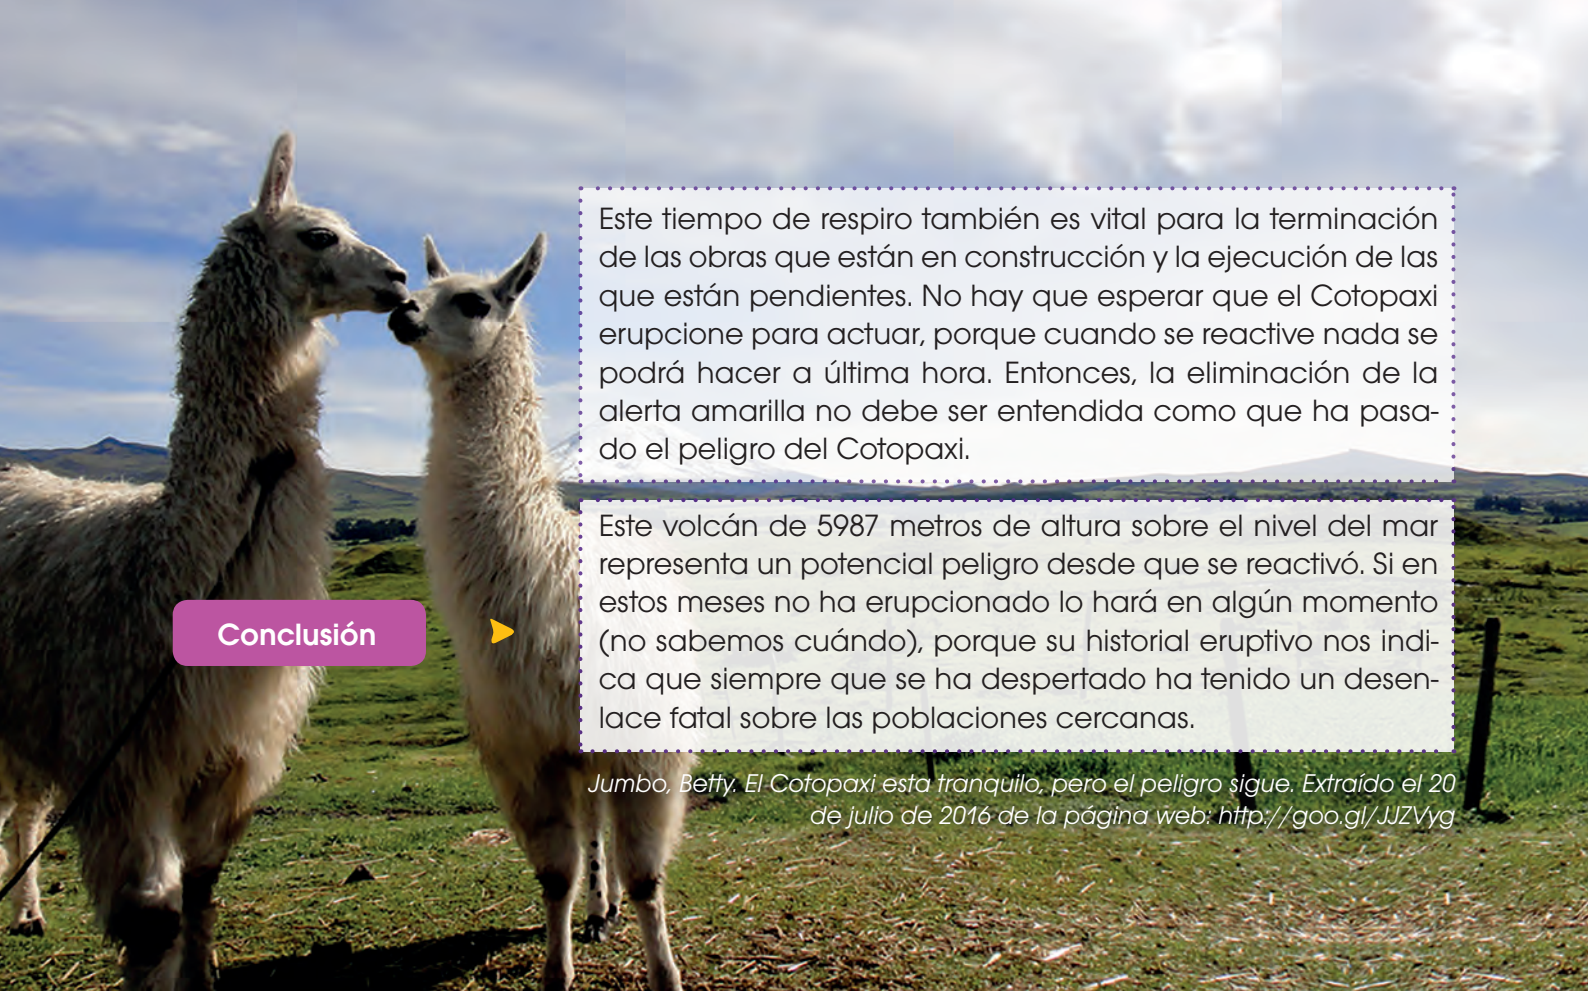 Este tiempo de respiro también es vital para la terminación
de las obras que están en construcción y la ejecución de las
que están pendientes. No hay que esperar que el Cotopaxi
erupcione para actuar, porque cuando se reactive nada se
podrá hacer a última hora. Entonces, la eliminación de la
alerta amarilla no debe ser entendida como que ha pasa-
do el peligro del Cotopaxi.
Conclusión
Este volcán de 5987 metros de altura sobre el nivel del mar
representa un potencial peligro desde que se reactivó. Si en
estos meses no ha erupcionado lo hará en algún momento
(no sabemos cuándo), porque su historial eruptivo nos indi-
ca que siempre que se ha despertado ha tenido un desen-
lace fatal sobre las poblaciones cercanas.
Jumbo, Betty. El Cotopaxi esta tranquilo, pero el peligro sigue. Extraído el 20
de julio de 2016 de la página web: http://goo.gl/JJZVyg